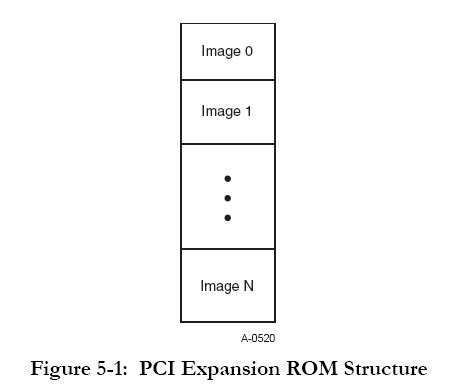 Image 0
Image 1
Image N
A-0520
Figure 5-1: PCI Expansion ROM Structure